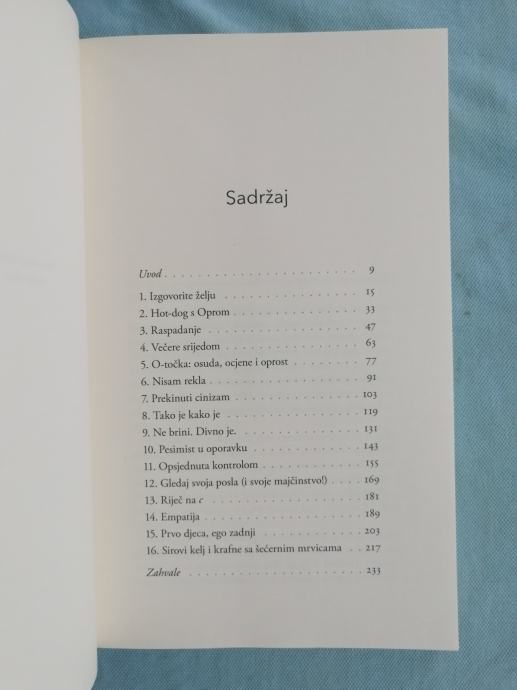 Sadržaj
Uvod . . . . . . . . . . . . . . . . . . . . . . . . 9
1. Izgovorite želju . . . . . . . . . . . . . . . . . 15
2. Hot-dog s Oprom . . . . . . . . . . . . . . . . 33
3. Raspadanje . . . . . . . . . . . . . . . . . . . 47
4. Večere srijedom . . . . . . . . . . . . . . . . . 63
5. O-točka: osuda, ocjene i oprost . . . . . . . . . 77
6. Nisam rekla . . . . . . . . . . . . . . . . . . . 91
7. Prekinuti cinizam . . . . . . . . . . . . . . . . 103
8. Tako je kako je . . . . . . . . . . . . . . . . . 119
9. Ne brini. Divno je. . . . . . . . . . . . . . . . 131
10. Pesimist u oporavku . . . . . . . . . . . . . . 143
11. Opsjednuta kontrolom . . . . . . . . . . . . . 155
12. Gledaj svoja posla (i svoje majčinstvo!) . . . . 169
13. Riječ na c . . . . . . . . . . . . . . . . . . . 181
14. Empatija . . . . . . . . . . . . . . . . . . . . 189
15. Prvo djeca, ego zadnji . . . . . . . . . . . . . 203
16. Sirovi kelj i krafne sa šećernim mrvicama . . . 217
Zahvale . . . . . . . . . . . . . . . . . . . . . . 233